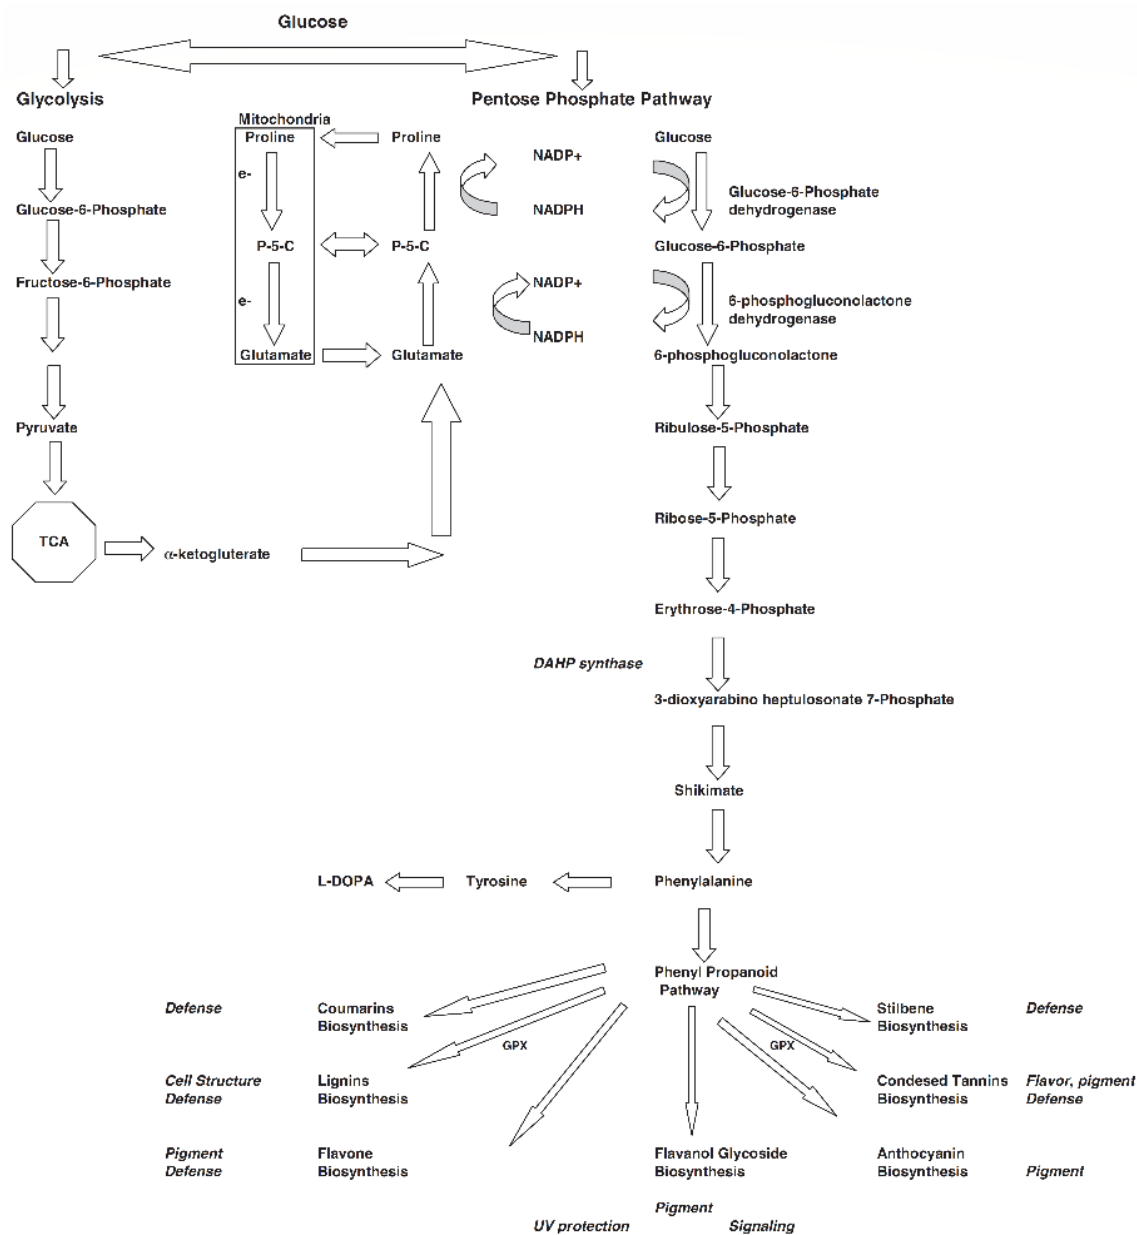 Glucose
Glycolysis
Pentose Phosphate Pathway
Mitochondria
Glucose
Proline
Proline
NADP+
Glucose
e-
Glucose-6-Phosphate
dehydrogenase
Glucose-6-Phosphate
NADPH
P-5-C
P-5-C
Glucose-6-Phosphate
Fructose-6-Phosphate
NADP+
e-
6-phosphogluconolactone
dehydrogenase
NADPH
Glutamate
Glutamate
6-phosphogluconolactone
Pyruvate
Ribulose-5-Phosphate
Ribose-5-Phosphate
TCA
α-ketogluterate
Erythrose-4-Phosphate
DAHP synthase
3-dioxyarabino heptulosonate 7-Phosphate
Shikimate
L-DOPA
Tyrosine
Phenylalanine
Phenyl Propanoid
Pathway
Defense
Coumarins
Biosynthesis
Stilbene
Biosynthesis
Defense
GPX
GPX
Cell Structure
Defense
Lignins
Biosynthesis
Condesed Tannins
Biosynthesis
Flavor, pigment
Defense
Pigment
Defense
Flavone
Biosynthesis
Flavanol Glycoside
Biosynthesis
Anthocyanin
Biosynthesis
Pigment
Pigment
UV protection
Signaling